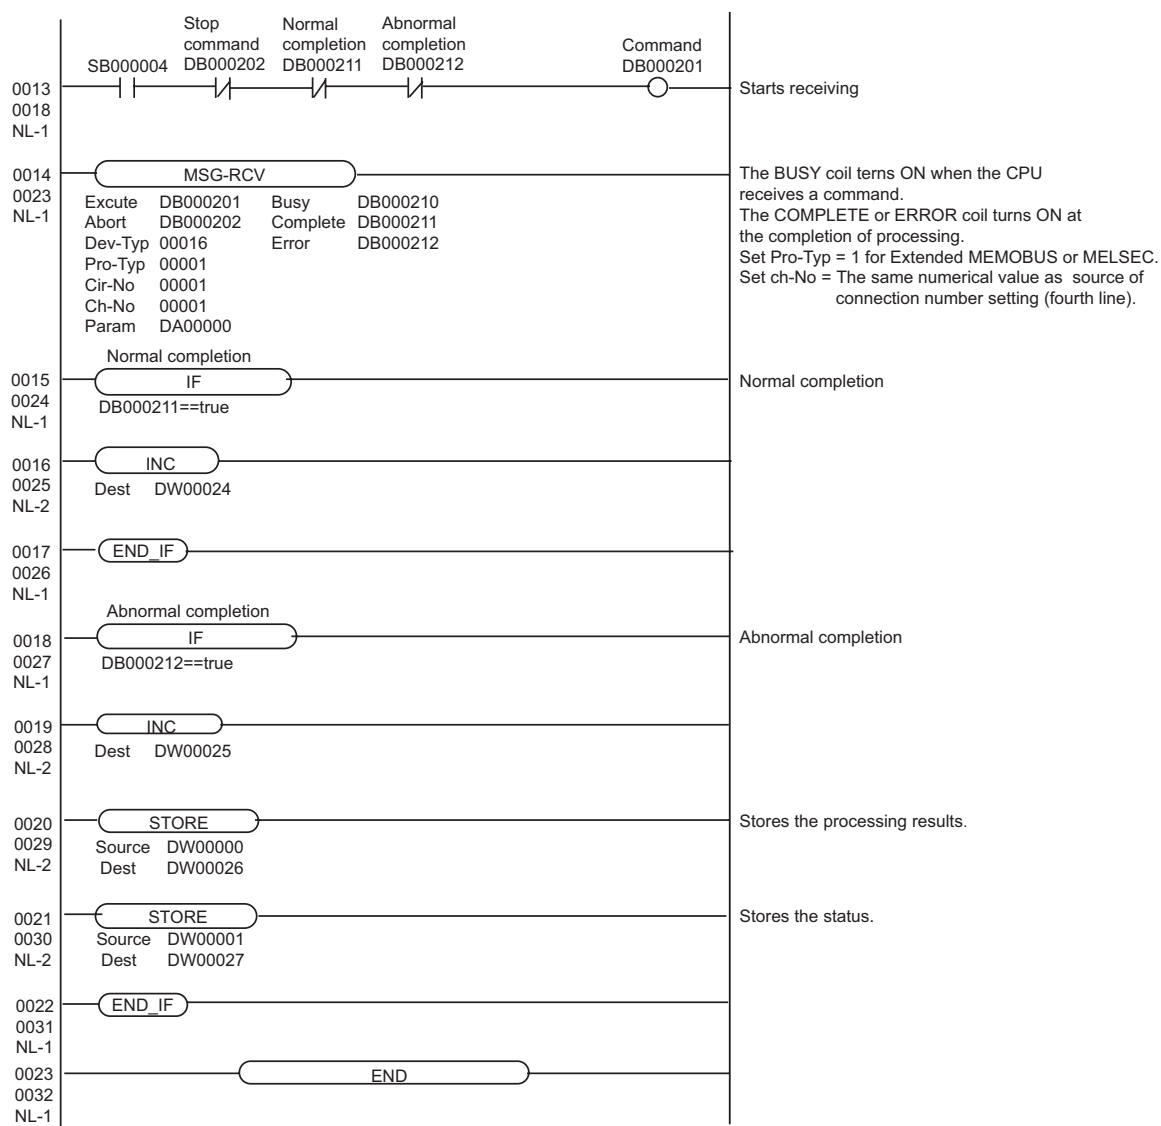 Stop Normal Abnormal
command completion completion Command
SB000004 DB000202 DB000211 DB000212 DB000201
0013 Starts receiving
0018
NL-1
0014 MSG-RCV The BUSY coil terns ON when the CPU
0023 Excute DB000201 Busy DB000210 receives a command.
NL-1 Abort DB000202 Complete DB000211 The COMPLETE or ERROR coil turns ON at
Dev-Typ 00016 Error DB000212 the completion of processing.
Pro-Typ 00001 Set Pro-Typ = 1 for Extended MEMOBUS or MELSEC.
Cir-No 00001 Set ch-No = The same numerical value as source of
Ch-No 00001 connection number setting (fourth line).
Param DA00000
Normal completion
0015 IF Normal completion
0024 DB000211==true
NL-1
0016 INC
0025 Dest DW00024
NL-2
0017 END_IF
0026
NL-1
Abnormal completion
0018 IF Abnormal completion
0027 DB000212==true
NL-1
0019 INC
0028 Dest DW00025
NL-2
0020 STORE Stores the processing results.
0029 Source DW00000
NL-2 Dest DW00026
0021 STORE Stores the status.
0030 Source DW00001
NL-2 Dest DW00027
0022 END_IF
0031
NL-1
0023 END
0032
NL-1